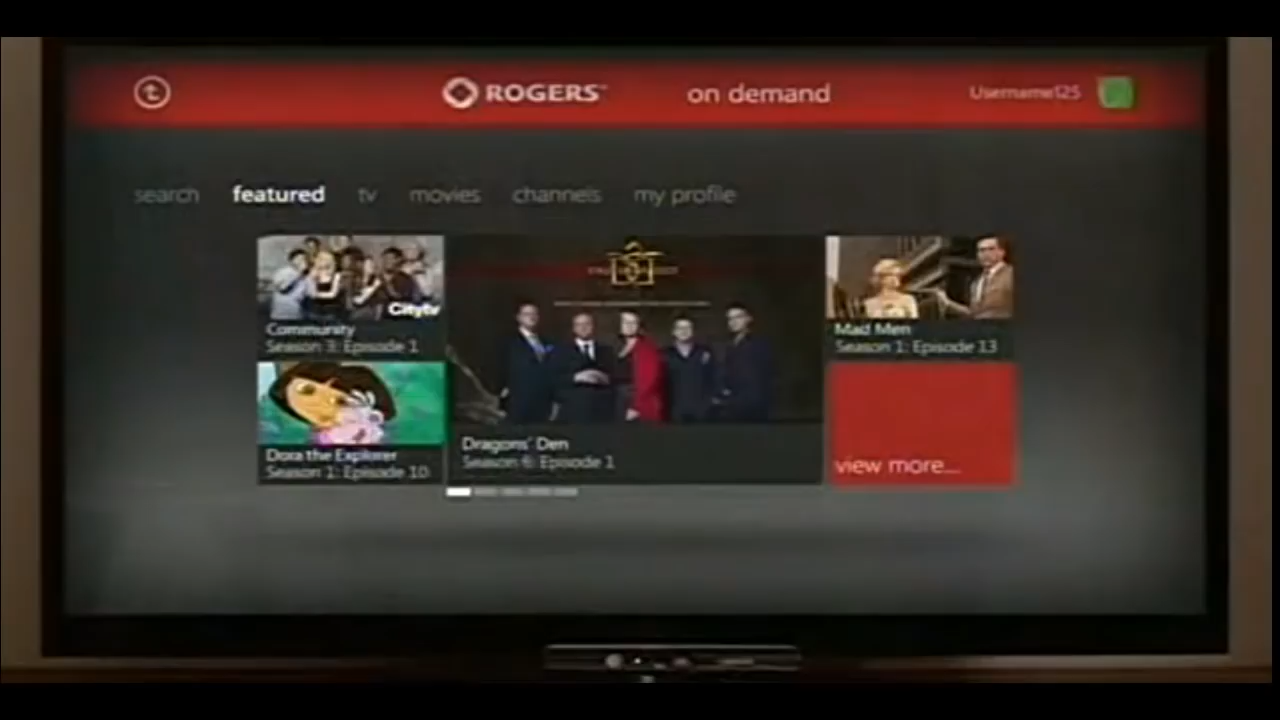 ROGERS™ on demand Username125
search featured tv movies channels my profile
Citytv
Community
Season 3: Episode 1
Dora the Explorer
Season 1: Episode 10
Dragons' Den
Season 6: Episode 1
Mad Men
Season 1: Episode 13
view more...